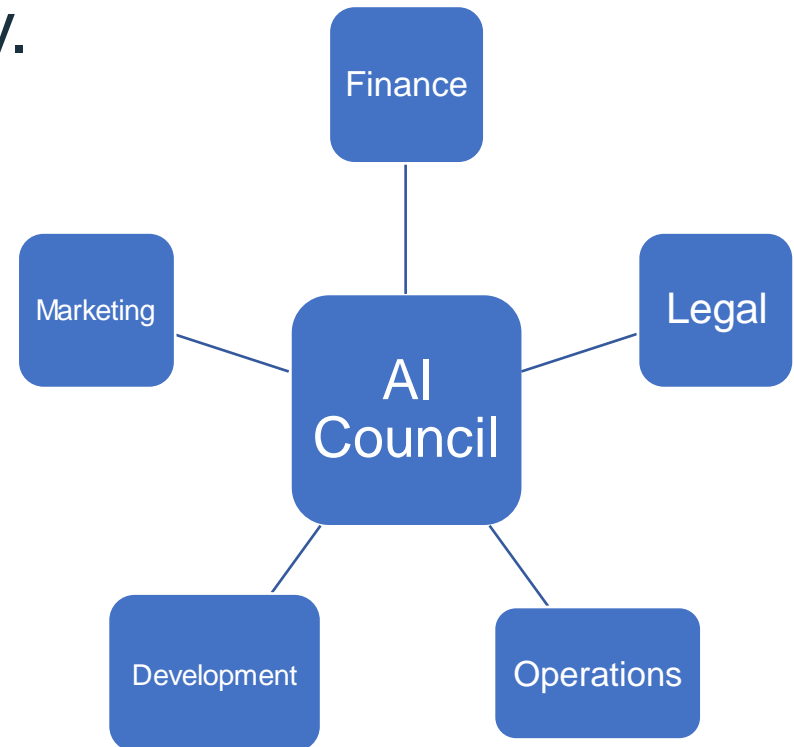 y.
Finance
Marketing
Legal
AI
Council
Development
Operations